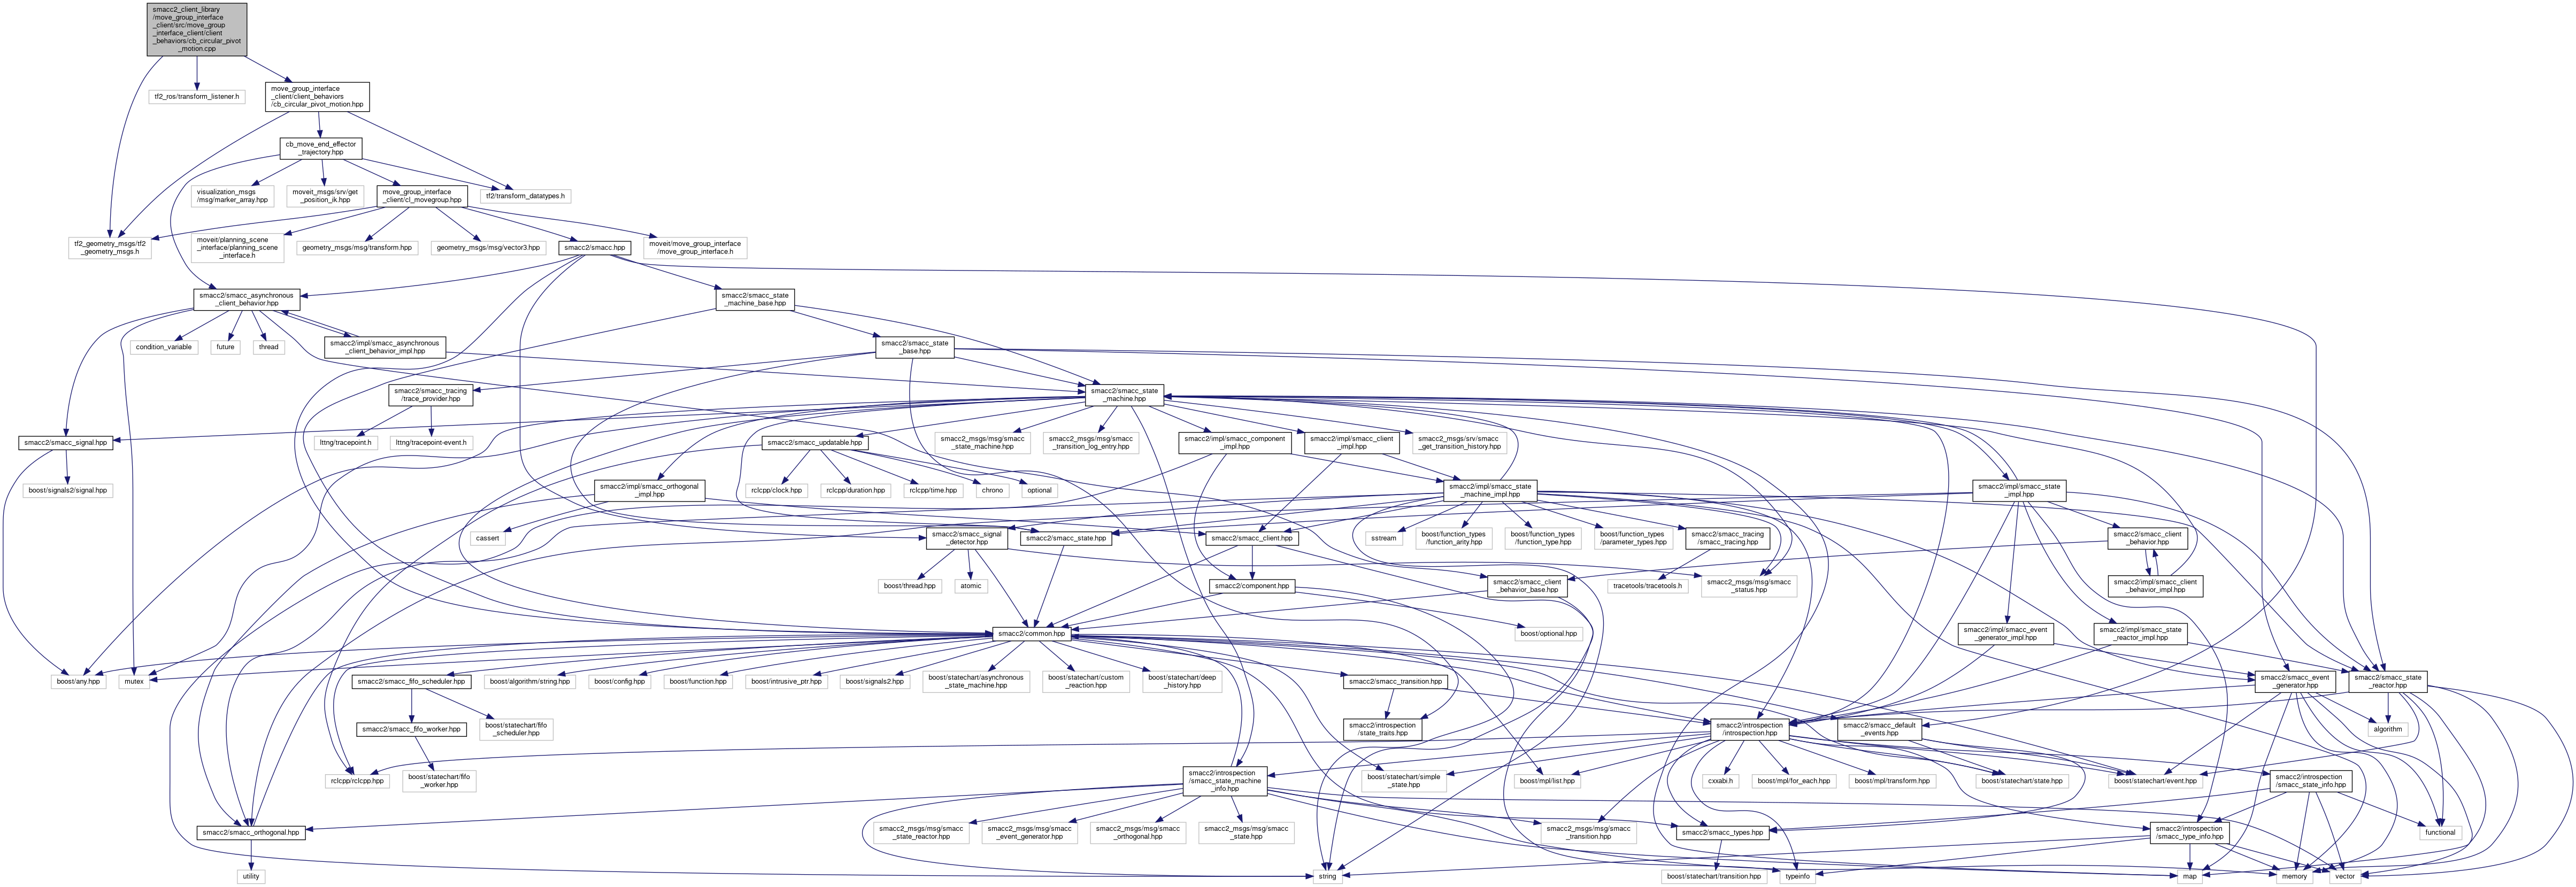 smacc2_client_library
/move_group_interface
_client/src/move_group
_interface_client/client
_behaviors/cb_circular_pivot
_motion.cpp
tf2_ros/transform_listener.h
move_group_interface
_client/client_behaviors
/cb_circular_pivot_motion.hpp
cb_move_end_effector
_trajectory.hpp
visualization_msgs
/msg/marker_array.hpp
moveit_msgs/srv/get
_position_ik.hpp
move_group_interface
_client/cl_movegroup.hpp
tf2/transform_datatypes.h
tf2_geometry_msgs/tf2
_geometry_msgs.h
moveit/planning_scene
_interface/planning_scene
_interface.h
geometry_msgs/msg/transform.hpp
geometry_msgs/msg/vector3.hpp
smacc2/smacc.hpp
moveit/move_group_interface
/move_group_interface.h
smacc2/smacc_asynchronous
_client_behavior.hpp
smacc2/smacc_state
_machine_base.hpp
condition_variable
future
thread
smacc2/impl/smacc_asynchronous
_client_behavior_impl.hpp
smacc2/smacc_state
_base.hpp
smacc2/smacc_tracing
/trace_provider.hpp
smacc2/smacc_state
_machine.hpp
smacc2/smacc_signal.hpp
lttng/tracepoint.h
lttng/tracepoint-event.h
smacc2/smacc_updatable.hpp
smacc2_msgs/msg/smacc
_state_machine.hpp
smacc2_msgs/msg/smacc
_transition_log_entry.hpp
smacc2/impl/smacc_component
_impl.hpp
smacc2/impl/smacc_client
_impl.hpp
smacc2_msgs/srv/smacc
_get_transition_history.hpp
boost/signals2/signal.hpp
smacc2/impl/smacc_orthogonal
_impl.hpp
rclcpp/clock.hpp
rclcpp/duration.hpp
rclcpp/time.hpp
chrono
optional
smacc2/impl/smacc_state
_machine_impl.hpp
smacc2/impl/smacc_state
_impl.hpp
cassert
smacc2/smacc_signal
_detector.hpp
smacc2/smacc_state.hpp
smacc2/smacc_client.hpp
sstream
boost/function_types
/function_arity.hpp
boost/function_types
/function_type.hpp
boost/function_types
/parameter_types.hpp
smacc2/smacc_tracing
/smacc_tracing.hpp
smacc2/smacc_client
_behavior.hpp
boost/thread.hpp
atomic
smacc2/component.hpp
smacc2/smacc_client
_behavior_base.hpp
tracetools/tracetools.h
smacc2_msgs/msg/smacc
_status.hpp
smacc2/impl/smacc_client
_behavior_impl.hpp
smacc2/common.hpp
boost/optional.hpp
smacc2/impl/smacc_event
_generator_impl.hpp
smacc2/impl/smacc_state
_reactor_impl.hpp
boost/any.hpp
mutex
smacc2/smacc_fifo_scheduler.hpp
boost/algorithm/string.hpp
boost/config.hpp
boost/function.hpp
boost/intrusive_ptr.hpp
boost/signals2.hpp
boost/statechart/asynchronous
_state_machine.hpp
boost/statechart/custom
_reaction.hpp
boost/statechart/deep
_history.hpp
smacc2/smacc_transition.hpp
smacc2/smacc_event
_generator.hpp
smacc2/smacc_state
_reactor.hpp
smacc2/smacc_fifo_worker.hpp
boost/statechart/fifo
_scheduler.hpp
smacc2/introspection
/state_traits.hpp
smacc2/introspection
/introspection.hpp
smacc2/smacc_default
_events.hpp
algorithm
rclcpp/rclcpp.hpp
boost/statechart/fifo
_worker.hpp
smacc2/introspection
/smacc_state_machine
_info.hpp
boost/statechart/simple
_state.hpp
boost/mpl/list.hpp
cxxabi.h
boost/mpl/for_each.hpp
boost/mpl/transform.hpp
boost/statechart/state.hpp
boost/statechart/event.hpp
smacc2/introspection
/smacc_state_info.hpp
smacc2/smacc_orthogonal.hpp
smacc2_msgs/msg/smacc
_state_reactor.hpp
smacc2_msgs/msg/smacc
_event_generator.hpp
smacc2_msgs/msg/smacc
_orthogonal.hpp
smacc2_msgs/msg/smacc
_state.hpp
smacc2_msgs/msg/smacc
_transition.hpp
smacc2/smacc_types.hpp
smacc2/introspection
/smacc_type_info.hpp
functional
utility
string
boost/statechart/transition.hpp
typeinfo
map
memory
vector